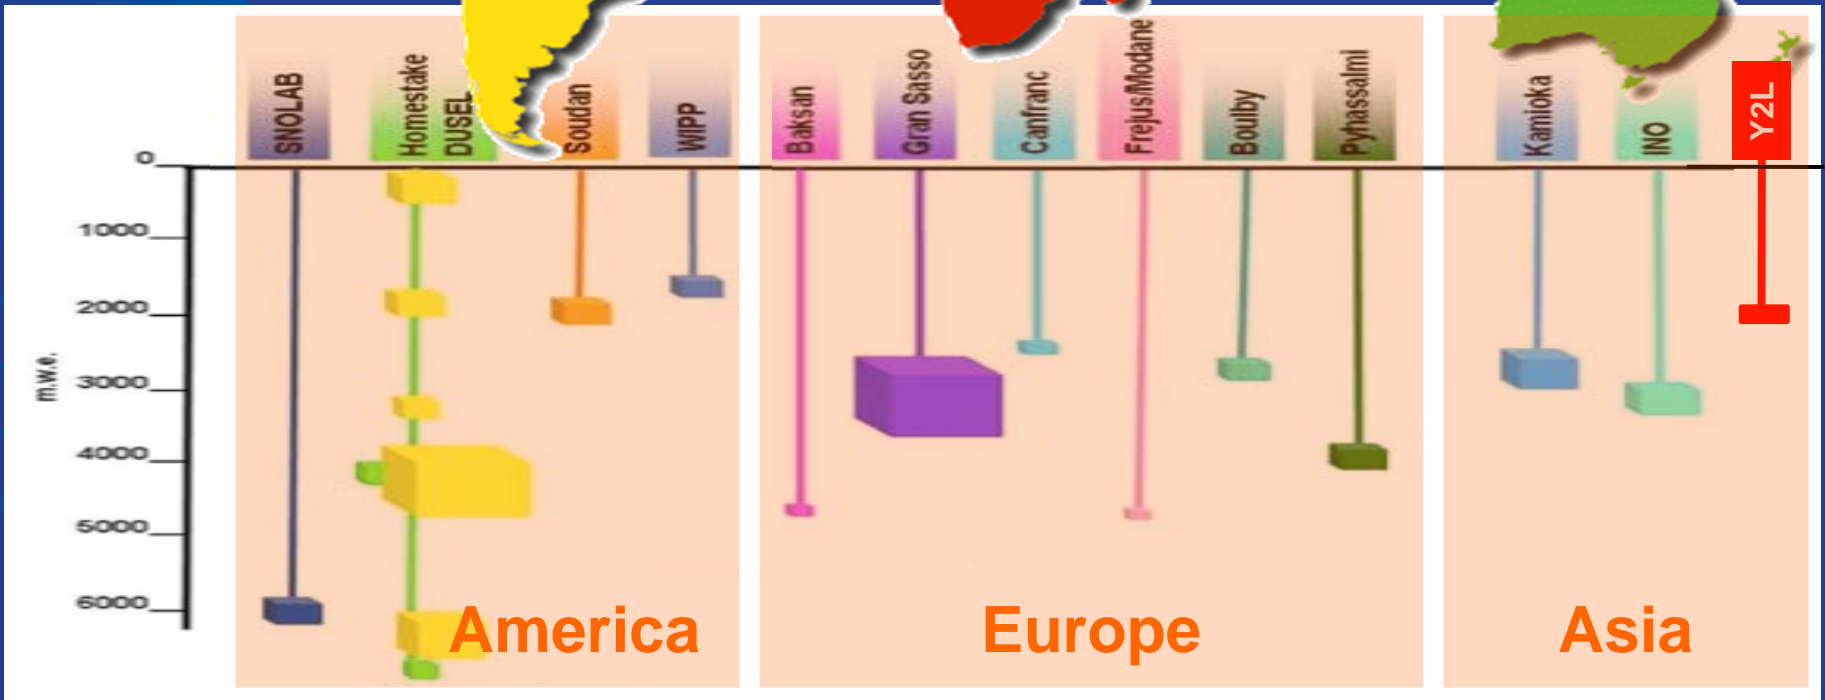 SNOLAB
Homestake
DUSEL
Soudan
WIPP
Baksan
Gran Sasso
Canfranc
Frejus/Modane
Boulby
Pyhassalmi
Kamioka
INO
Y2L
0
1000
2000
3000
4000
5000
6000
m.w.e.
America
Europe
Asia